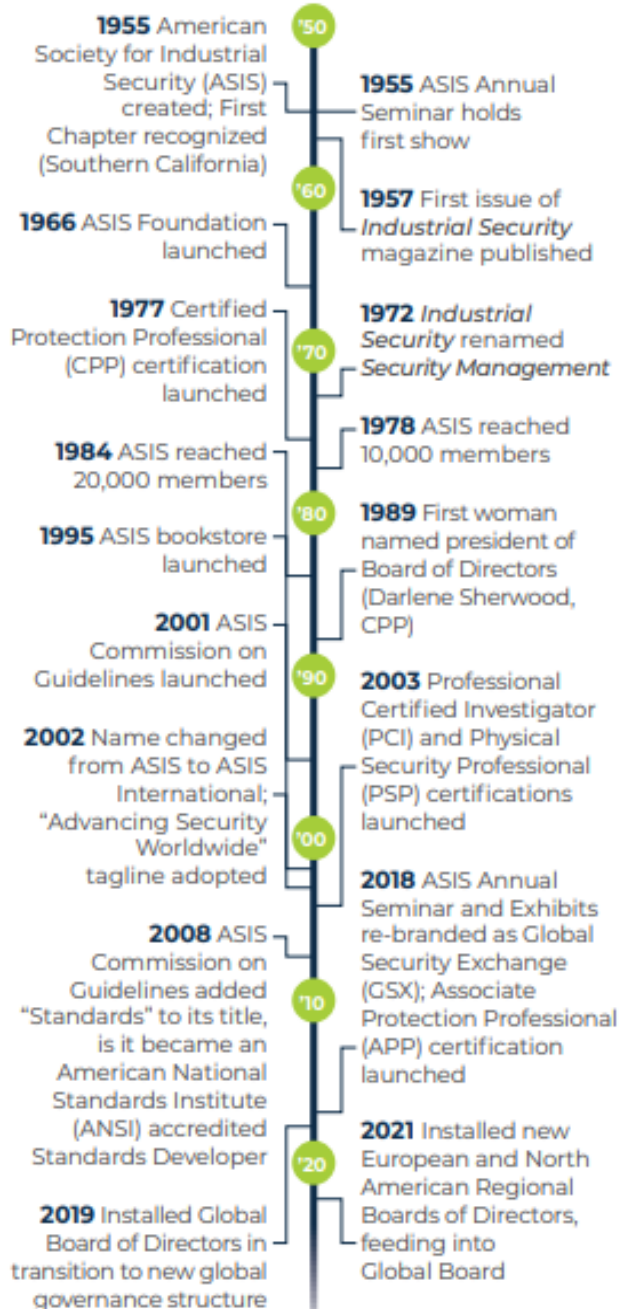 '50
1955 American
Society for Industrial
Security (ASIS)
created; First
Chapter recognized
(Southern California)
1955 ASIS Annual
Seminar holds
first show
'60
1957 First issue of
Industrial Security
magazine published
1966 ASIS Foundation
launched
1977 Certified
Protection Professional
(CPP) certification
launched
1972 Industrial
Security renamed
Security Management
'70
1978 ASIS reached
10,000 members
1984 ASIS reached
20,000 members
'80
1989 First woman
named president of
Board of Directors
(Darlene Sherwood,
CPP)
1995 ASIS bookstore
launched
2001 ASIS
Commission on
Guidelines launched
'90
2003 Professional
Certified Investigator
(PCI) and Physical
Security Professional
(PSP) certifications
launched
2002 Name changed
from ASIS to ASIS
International;
“Advancing Security
Worldwide”
tagline adopted
'00
2018 ASIS Annual
Seminar and Exhibits
re-branded as Global
Security Exchange
(GSX); Associate
Protection Professional
(APP) certification
launched
2008 ASIS
Commission on
Guidelines added
“Standards” to its title,
is it became an
American National
Standards Institute
(ANSI) accredited
Standards Developer
'10
2021 Installed new
European and North
American Regional
Boards of Directors,
feeding into
Global Board
'20
2019 Installed Global
Board of Directors in
transition to new global
governance structure